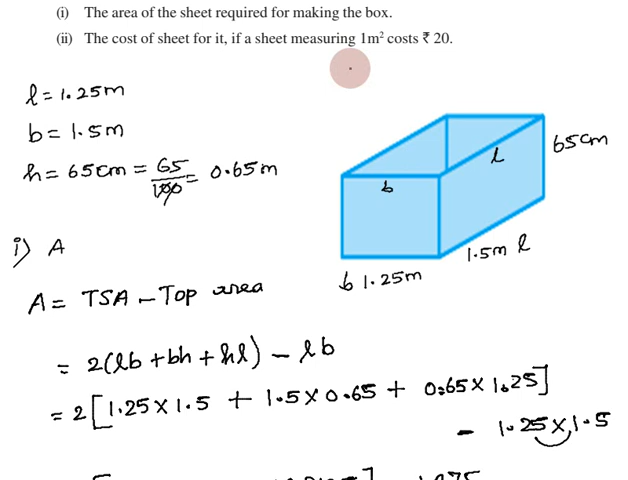 (i) The area of the sheet required for making the box.
(ii) The cost of sheet for it, if a sheet measuring 1m² costs ₹ 20.
l = 1.25m
b = 1.5m
h = 65cm = 65/100 = 0.65m
65cm
l
b
1.5m l
b 1.25m
i) A
A = TSA - Top area
= 2(lb + bh + hl) - lb
= 2[1.25 x 1.5 + 1.5 x 0.65 + 0.65 x 1.25]
- 1.25 x 1.5